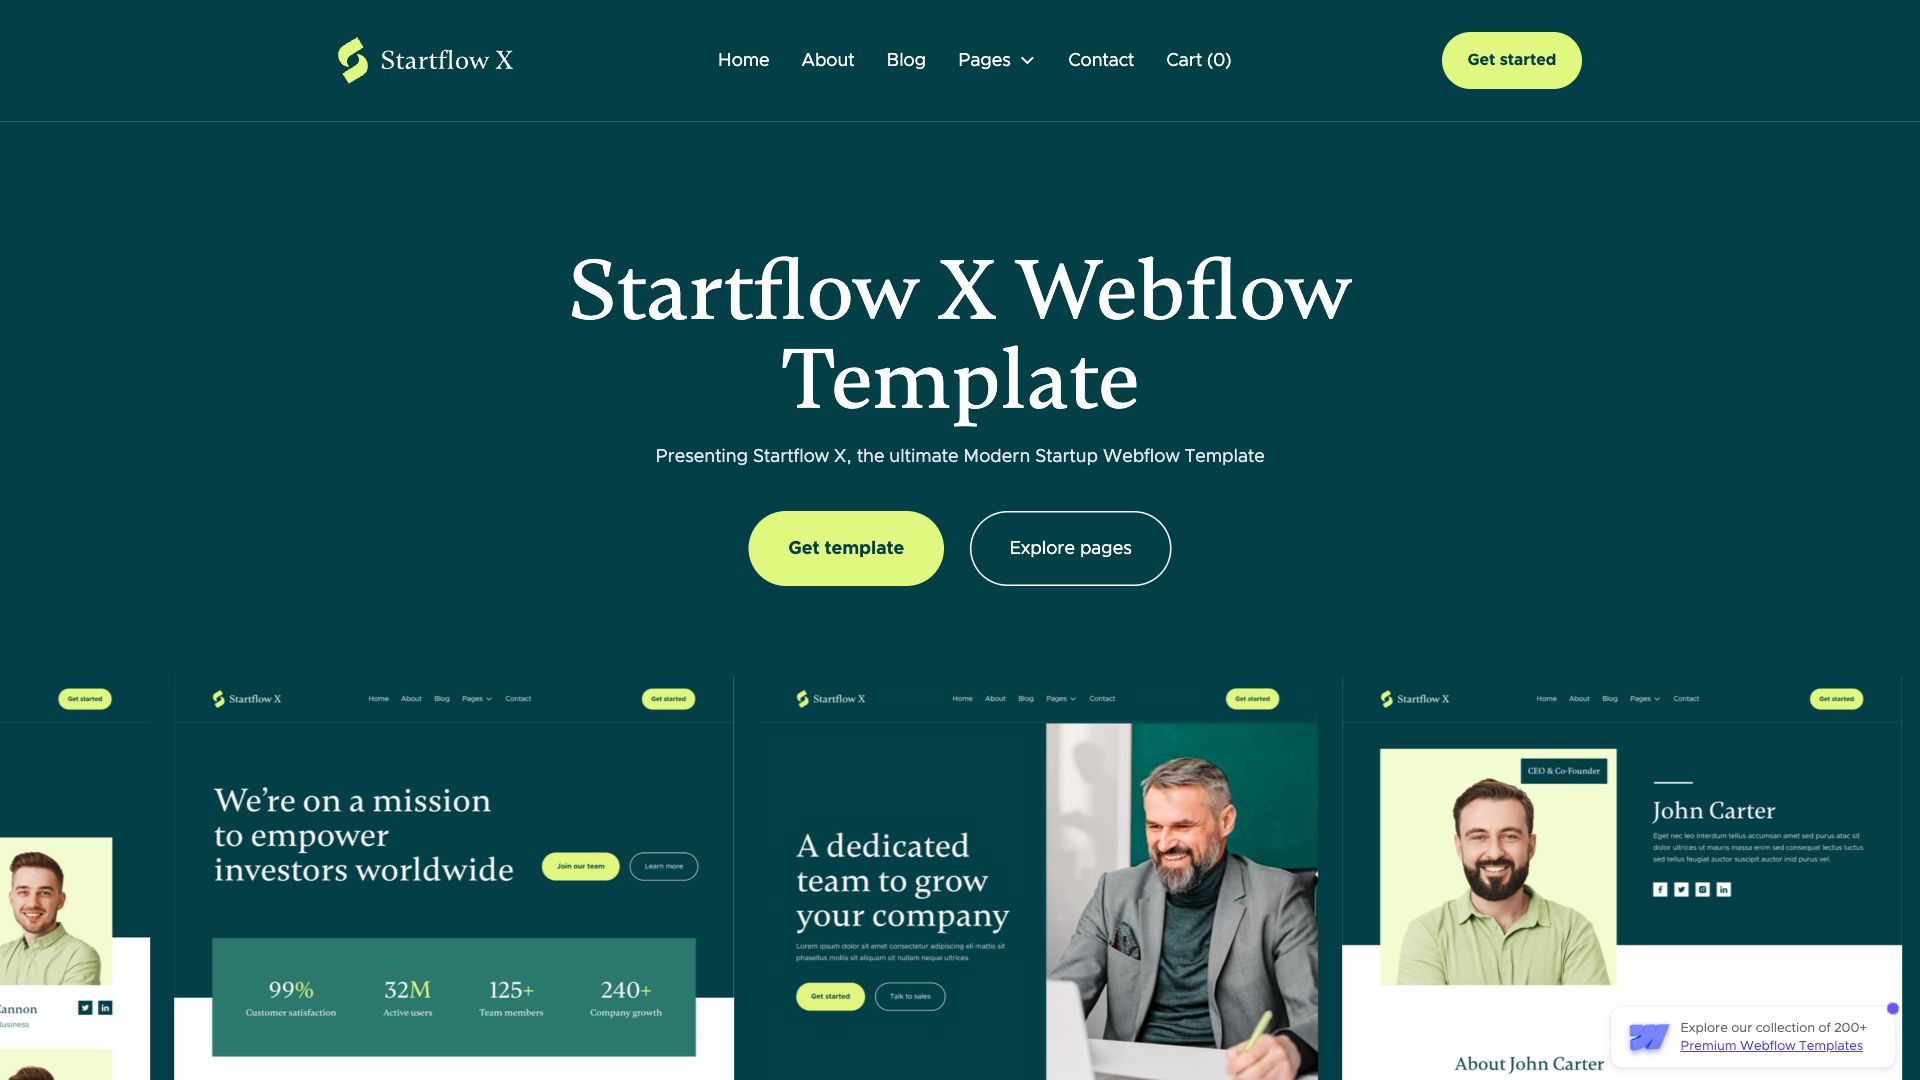 Startflow X
Home
About
Blog
Pages
Contact
Cart (0)
Get started
Startflow X Webflow
Template
Presenting Startflow X, the ultimate Modern Startup Webflow Template
Get template
Explore pages
Get started
Cannon
Business
Startflow X
Home
About
Blog
Pages
Contact
Get started
We’re on a mission
to empower
investors worldwide
Join our team
Learn more
99%
Customer satisfaction
32M
Active users
125+
Team members
240+
Company growth
Startflow X
Home
About
Blog
Pages
Contact
Get started
A dedicated
team to grow
your company
Lorem ipsum dolor sit amet consectetur adipiscing eli mattis sit
phasellus mollis sit aliquam sit nullam neque ultrices.
Get started
Talk to sales
Startflow X
Home
About
Blog
Pages
Contact
Get started
CEO & Co-Founder
John Carter
Eget nec leo interdum tellus accumsan amet sed purus atac sit
dolor ultrices ut mauris massa enim sed consequat lectus luctus
sed tellus feugiat auctor suscipit auctor inid purus vel.
About John Carter
Explore our collection of 200+
Premium Webflow Templates